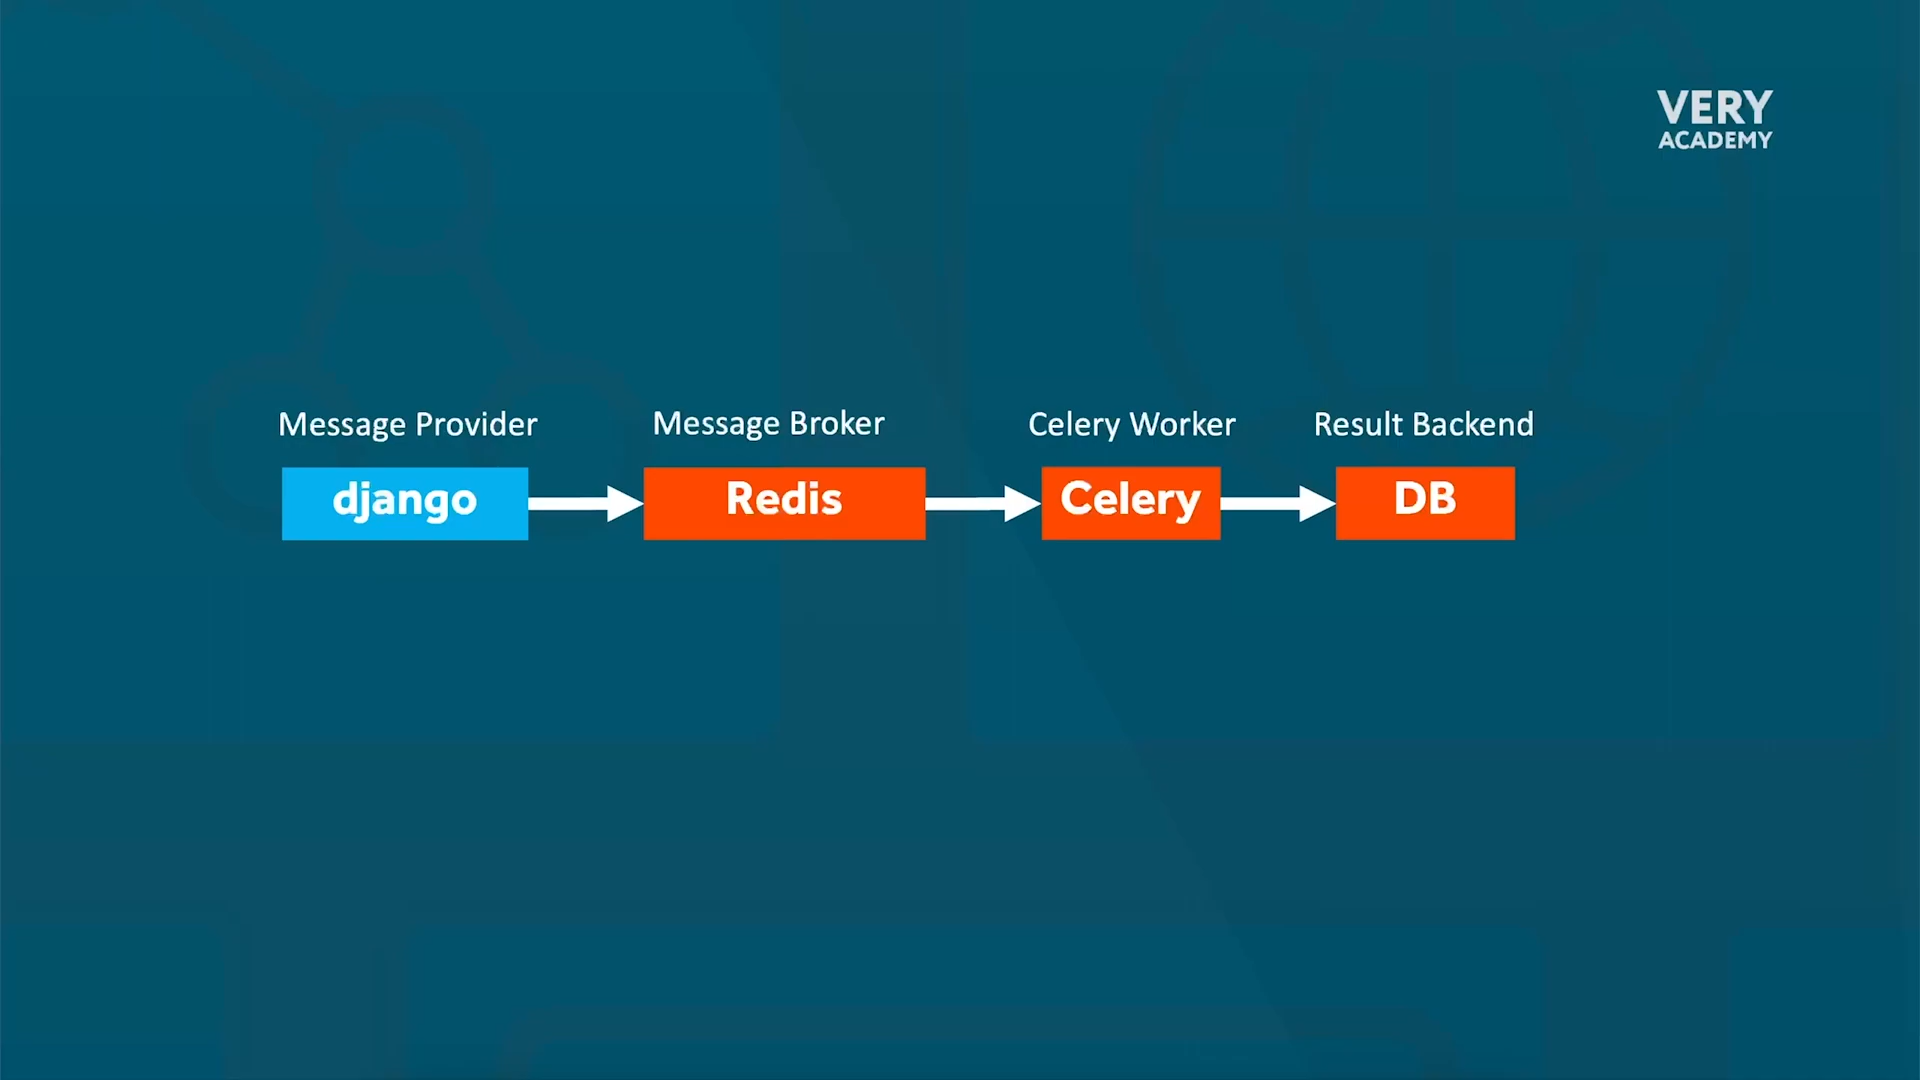 VERY
ACADEMY
Message Provider
Message Broker
Celery Worker
Result Backend
django
Redis
Celery
DB